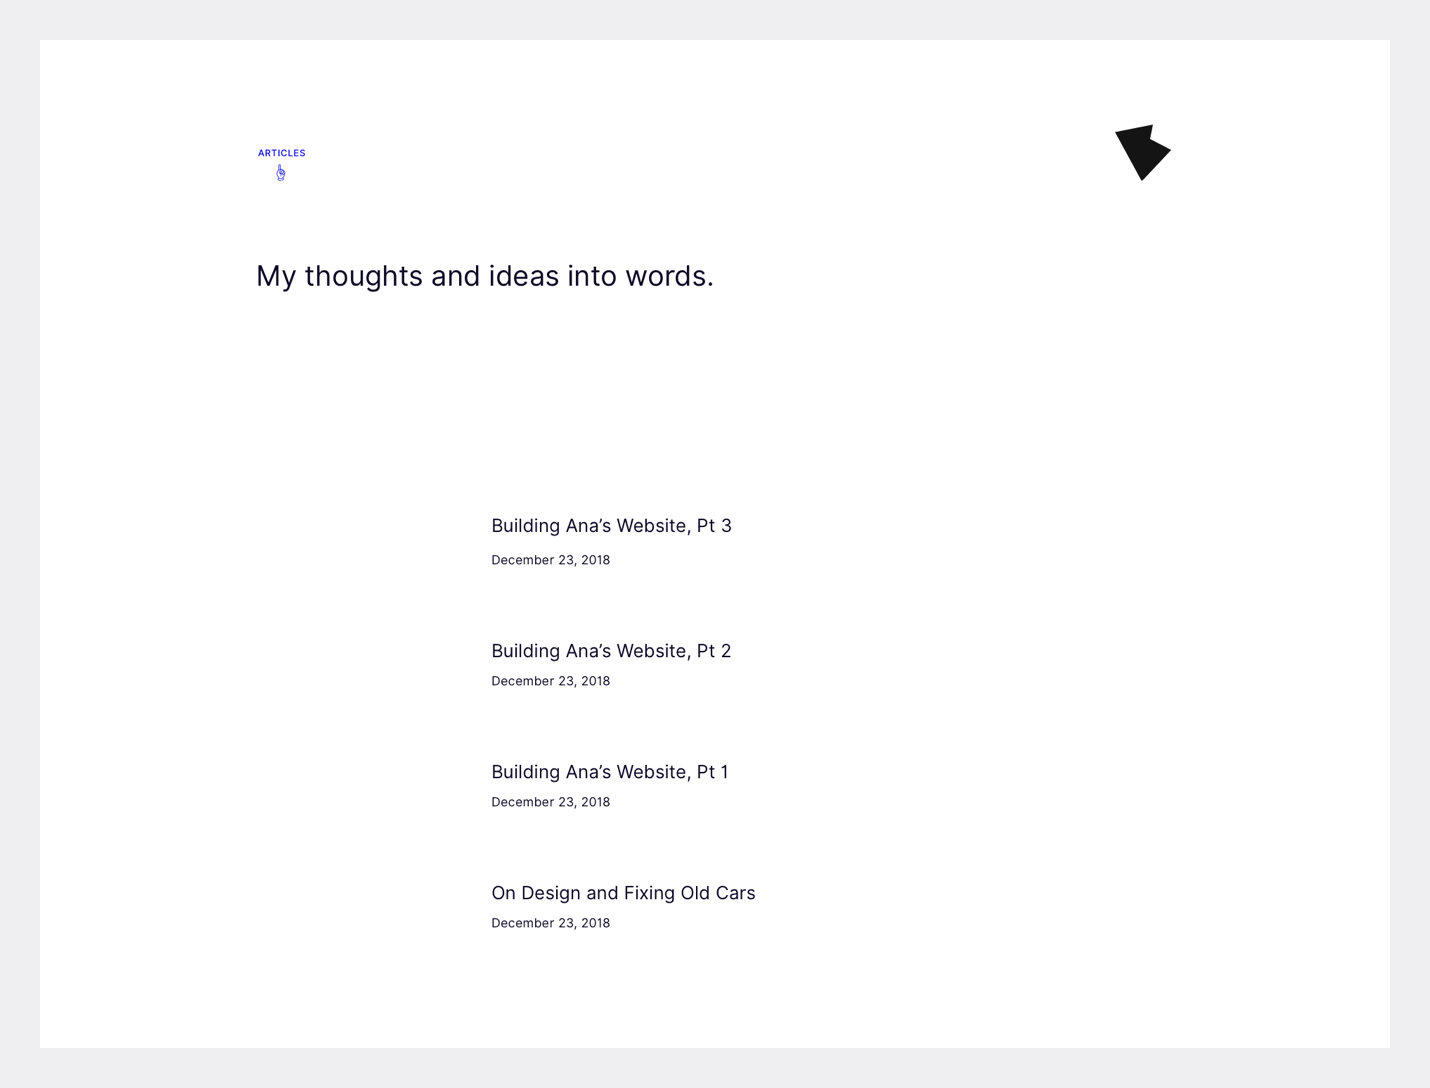 ARTICLES
My thoughts and ideas into words.
Building Ana’s Website, Pt 3
December 23, 2018
Building Ana’s Website, Pt 2
December 23, 2018
Building Ana’s Website, Pt 1
December 23, 2018
On Design and Fixing Old Cars
December 23, 2018